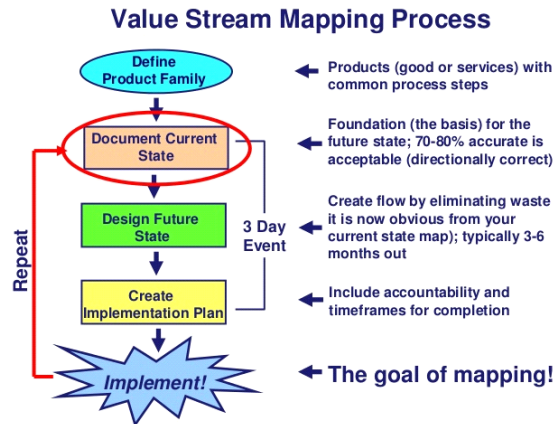 Value Stream Mapping Process
Define
Product Family
Products (good or services) with
common process steps
Document Current
State
Foundation (the basis) for the
future state; 70-80% accurate is
acceptable (directionally correct)
Design Future
State
3 Day
Event
Create flow by eliminating waste
it is now obvious from your
current state map); typically 3-6
months out
Create
Implementation Plan
Include accountability and
timeframes for completion
Repeat
Implement!
The goal of mapping!